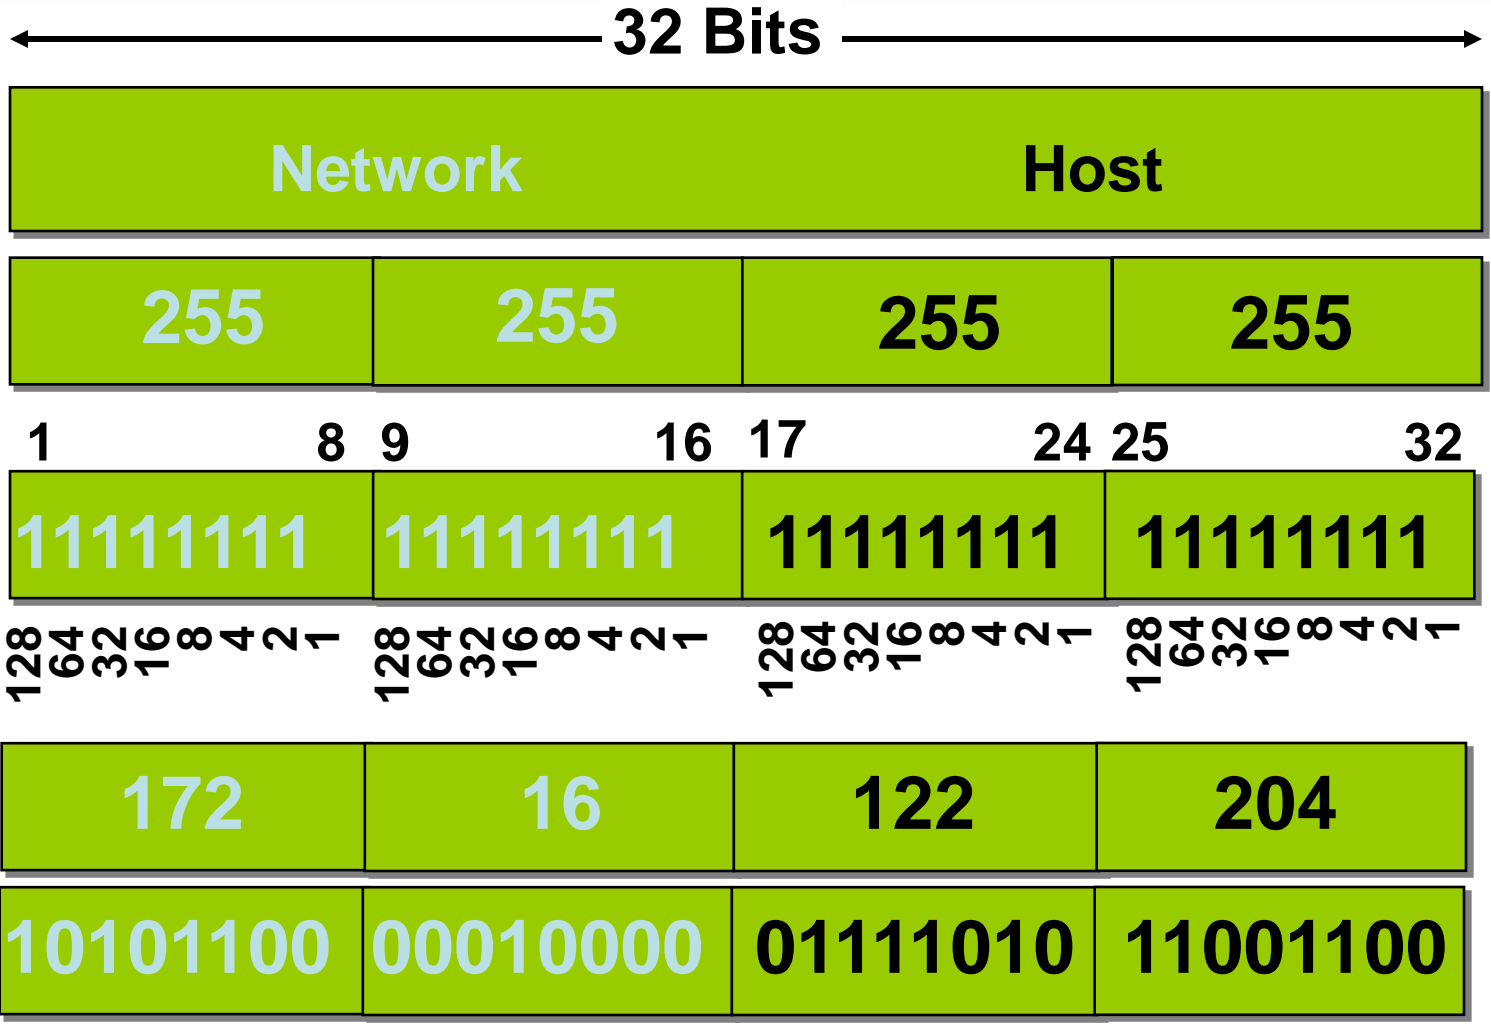 32 Bits
Network Host
255 255 255 255
1 8 9 16 17 24 25 32
11111111 11111111 11111111 11111111
128 64 32 16 8 4 2 1 128 64 32 16 8 4 2 1 128 64 32 16 8 4 2 1 128 64 32 16 8 4 2 1
172 16 122 204
10101100 00010000 01111010 11001100